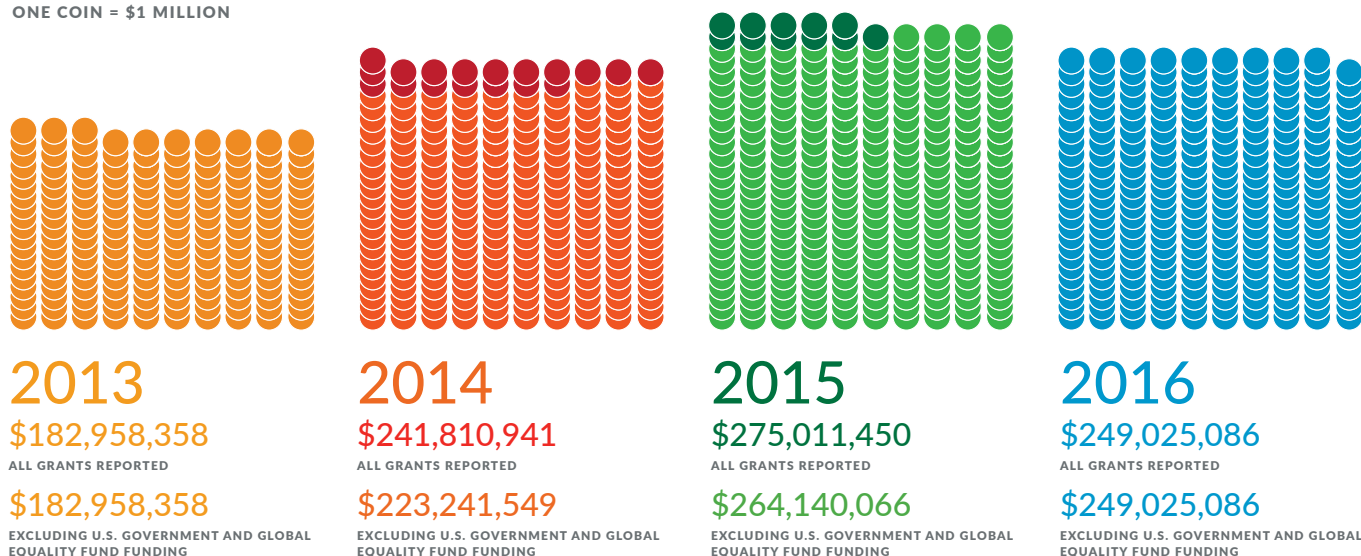 ONE COIN = $1 MILLION
2013
$182,958,358
ALL GRANTS REPORTED
$182,958,358
EXCLUDING U.S. GOVERNMENT AND GLOBAL
EQUALITY FUND FUNDING
2014
$241,810,941
ALL GRANTS REPORTED
$223,241,549
EXCLUDING U.S. GOVERNMENT AND GLOBAL
EQUALITY FUND FUNDING
2015
$275,011,450
ALL GRANTS REPORTED
$264,140,066
EXCLUDING U.S. GOVERNMENT AND GLOBAL
EQUALITY FUND FUNDING
2016
$249,025,086
ALL GRANTS REPORTED
$249,025,086
EXCLUDING U.S. GOVERNMENT AND GLOBAL
EQUALITY FUND FUNDING